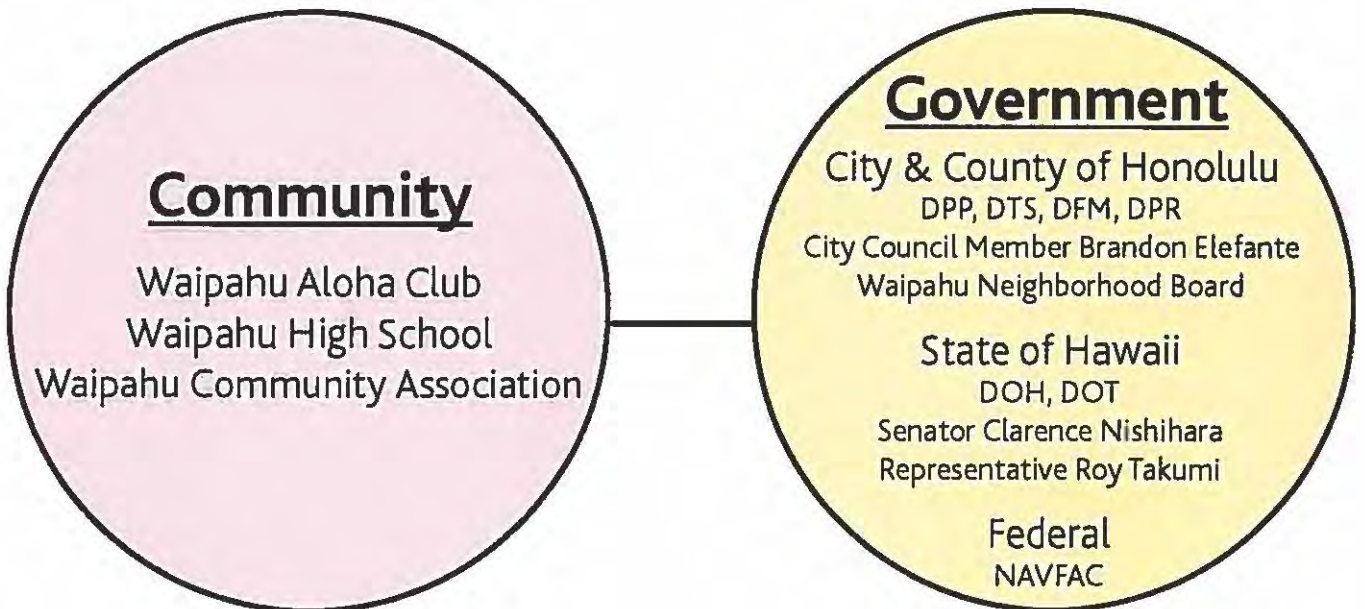 Community
Waipahu Aloha Club
Waipahu High School
Waipahu Community Association
Government
City & County of Honolulu
DPP, DTS, DFM, DPR
City Council Member Brandon Elefante
Waipahu Neighborhood Board
State of Hawaii
DOH, DOT
Senator Clarence Nishihara
Representative Roy Takumi
Federal
NAVFAC